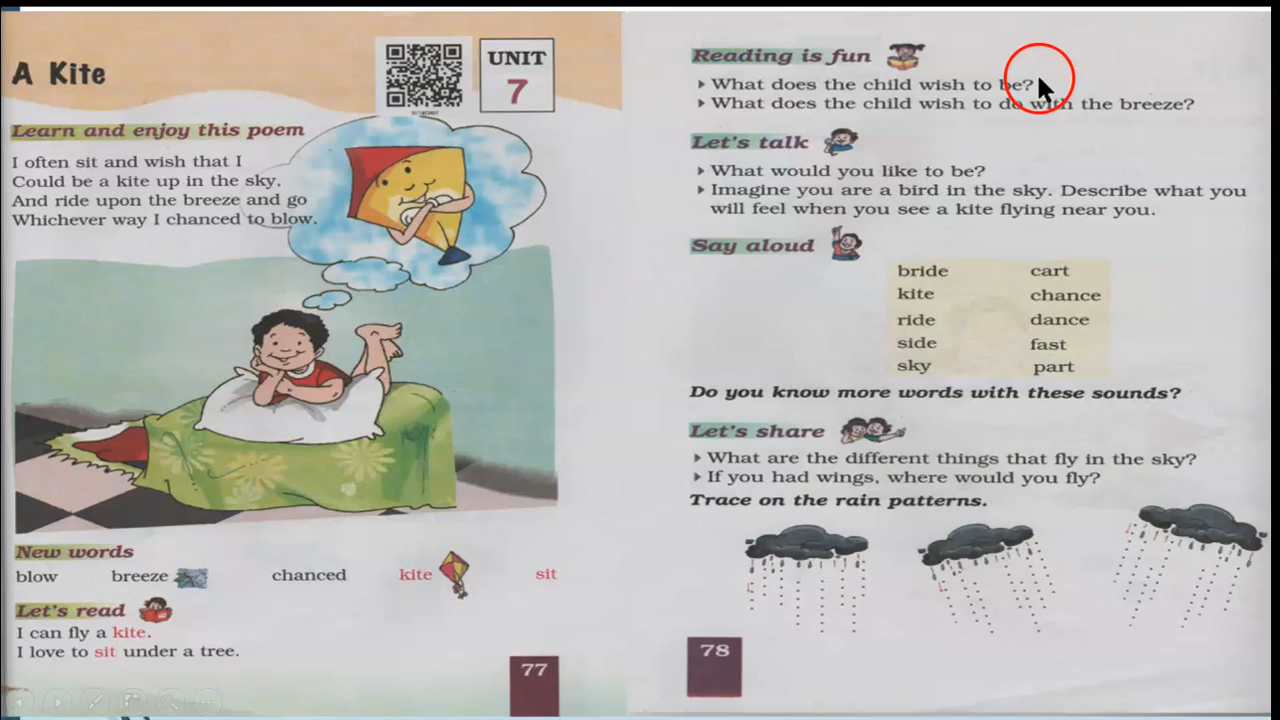 A Kite
UNIT
7
Learn and enjoy this poem
I often sit and wish that I
Could be a kite up in the sky,
And ride upon the breeze and go
Whichever way I chanced to blow.
New words
blow breeze chanced kite sit
Let's read
I can fly a kite.
I love to sit under a tree.
77
Reading is fun
What does the child wish to be?
What does the child wish to do with the breeze?
Let's talk
What would you like to be?
Imagine you are a bird in the sky. Describe what you
will feel when you see a kite flying near you.
Say aloud
bride cart
kite chance
ride dance
side fast
sky part
Do you know more words with these sounds?
Let's share
What are the different things that fly in the sky?
If you had wings, where would you fly?
Trace on the rain patterns.
78